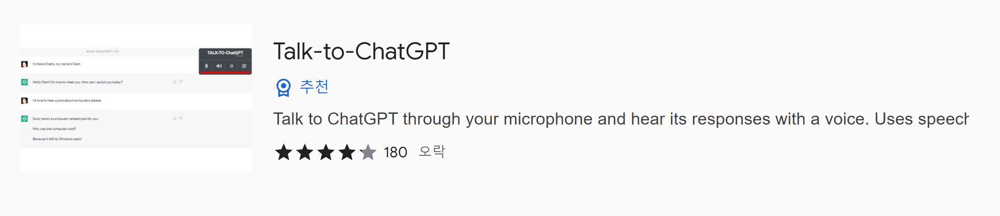 Model: Default (GPT-3.5)
TALK-TO-ChatGPT
hi there Chatty, my name's Clem
Hello Clem! It's nice to meet you. How can I assist you today?
I'd love to hear a joke about computers please
Sure, here's a computer-related joke for you:
Why was the computer cold?
Because it left its Windows open!
Talk-to-ChatGPT
추천
Talk to ChatGPT through your microphone and hear its responses with a voice. Uses speech
180 오락